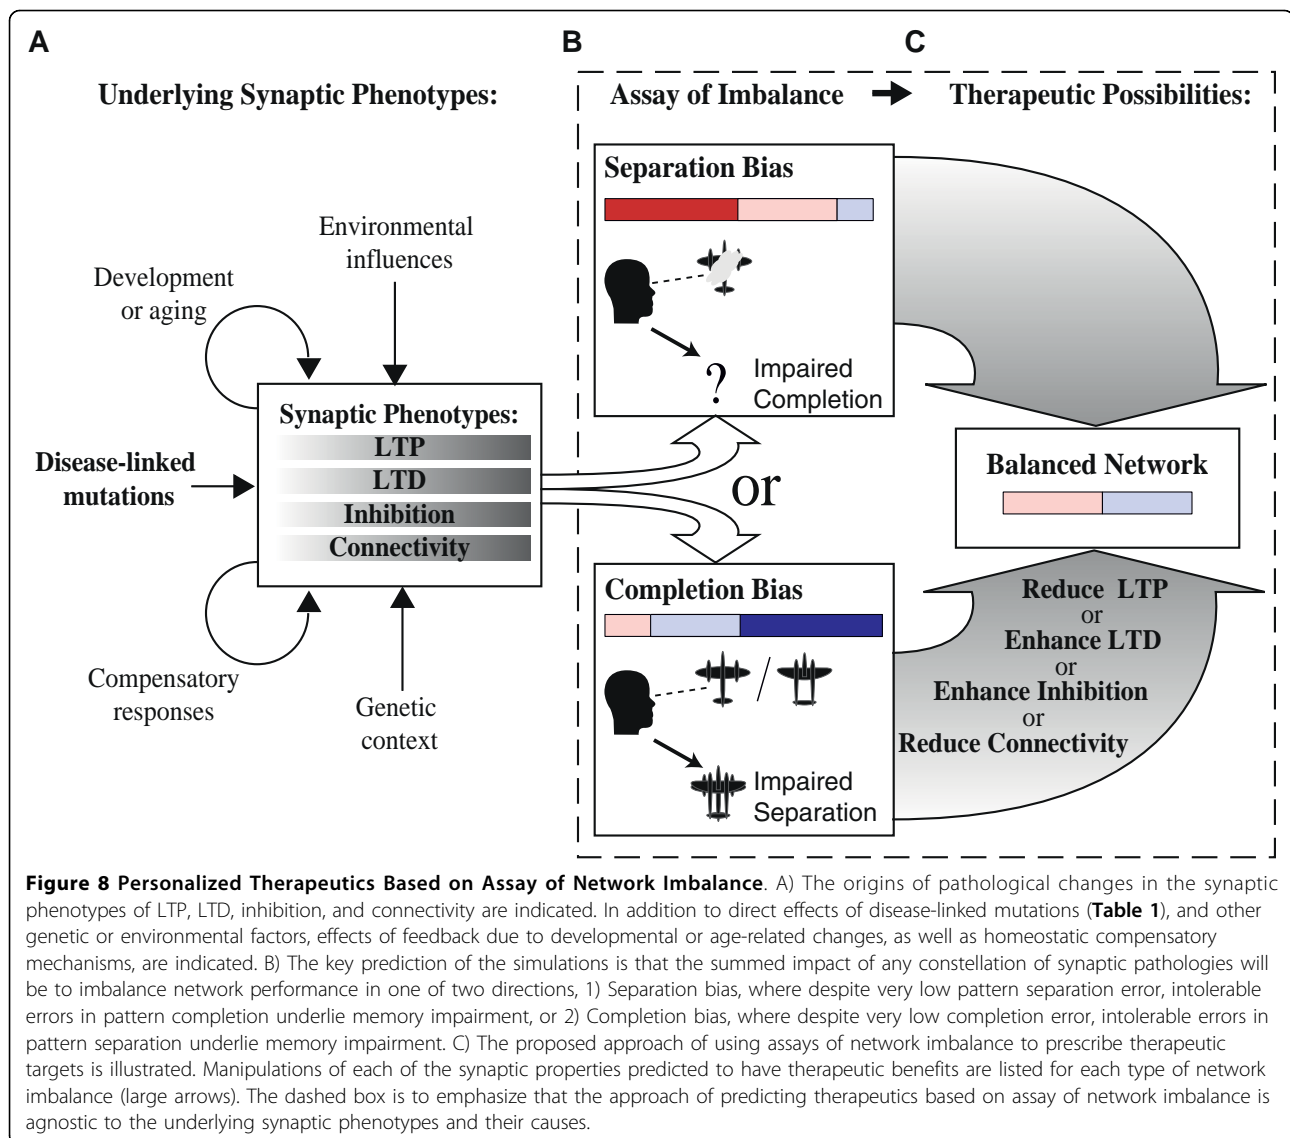 A
B
C
Underlying Synaptic Phenotypes:
Assay of Imbalance
Therapeutic Possibilities:
Environmental
influences
Development
or aging
Disease-linked
mutations
Synaptic Phenotypes:
LTP
LTD
Inhibition
Connectivity
Compensatory
responses
Genetic
context
Separation Bias
?
Impaired
Completion
or
Completion Bias
/
Impaired
Separation
Balanced Network
Reduce LTP
or
Enhance LTD
or
Enhance Inhibition
or
Reduce Connectivity
Figure 8 Personalized Therapeutics Based on Assay of Network Imbalance. A) The origins of pathological changes in the synaptic
phenotypes of LTP, LTD, inhibition, and connectivity are indicated. In addition to direct effects of disease-linked mutations (Table 1), and other
genetic or environmental factors, effects of feedback due to developmental or age-related changes, as well as homeostatic compensatory
mechanisms, are indicated. B) The key prediction of the simulations is that the summed impact of any constellation of synaptic pathologies will
be to imbalance network performance in one of two directions, 1) Separation bias, where despite very low pattern separation error, intolerable
errors in pattern completion underlie memory impairment, or 2) Completion bias, where despite very low completion error, intolerable errors in
pattern separation underlie memory impairment. C) The proposed approach of using assays of network imbalance to prescribe therapeutic
targets is illustrated. Manipulations of each of the synaptic properties predicted to have therapeutic benefits are listed for each type of network
imbalance (large arrows). The dashed box is to emphasize that the approach of predicting therapeutics based on assay of network imbalance is
agnostic to the underlying synaptic phenotypes and their causes.